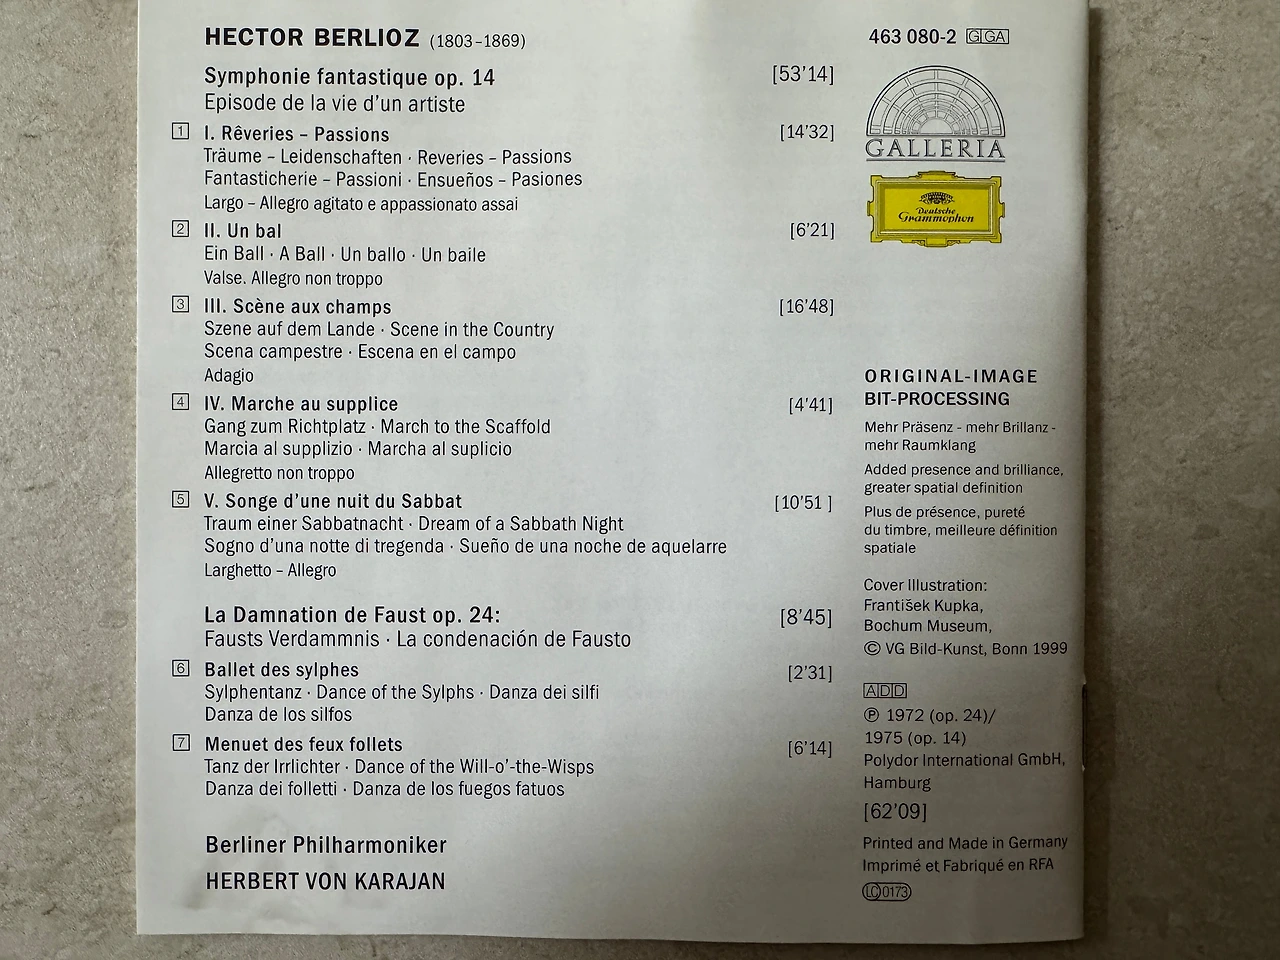 HECTOR BERLIOZ (1803–1869)
Symphonie fantastique op. 14 [53’14]
Episode de la vie d’un artiste
1 I. Rêveries – Passions [14’32]
Träume – Leidenschaften · Reveries – Passions
Fantasticherie – Passioni · Ensueños – Pasiones
Largo – Allegro agitato e appassionato assai
2 II. Un bal [6’21]
Ein Ball · A Ball · Un ballo · Un baile
Valse. Allegro non troppo
3 III. Scène aux champs [16’48]
Szene auf dem Lande · Scene in the Country
Scena campestre · Escena en el campo
Adagio
4 IV. Marche au supplice [4’41]
Gang zum Richtplatz · March to the Scaffold
Marcia al supplizio · Marcha al suplicio
Allegretto non troppo
5 V. Songe d’une nuit du Sabbat [10’51 ]
Traum einer Sabbatnacht · Dream of a Sabbath Night
Sogno d’una notte di tregenda · Sueño de una noche de aquelarre
Larghetto – Allegro
La Damnation de Faust op. 24: [8’45]
Fausts Verdammnis · La condenación de Fausto
6 Ballet des sylphes [2’31]
Sylphentanz · Dance of the Sylphs · Danza dei silfi
Danza de los silfos
7 Menuet des feux follets [6’14]
Tanz der Irrlichter · Dance of the Will-o’-the-Wisps
Danza dei folletti · Danza de los fuegos fatuos
Berliner Philharmoniker
HERBERT VON KARAJAN
463 080-2 GGA
GALLERIA
Deutsche
Grammophon
ORIGINAL-IMAGE
BIT-PROCESSING
Mehr Präsenz - mehr Brillanz -
mehr Raumklang
Added presence and brilliance,
greater spatial definition
Plus de présence, pureté
du timbre, meilleure définition
spatiale
Cover Illustration:
František Kupka,
Bochum Museum,
© VG Bild-Kunst, Bonn 1999
ADD
℗ 1972 (op. 24)/
1975 (op. 14)
Polydor International GmbH,
Hamburg
[62’09]
Printed and Made in Germany
Imprimé et Fabriqué en RFA
LC 0173